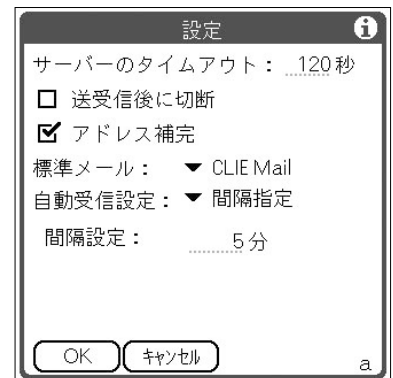 設定
サーバーのタイムアウト： 120秒
送受信後に切断
アドレス補完
標準メール： CLIE Mail
自動受信設定： 間隔指定
間隔設定： 5分
OK キャンセル a